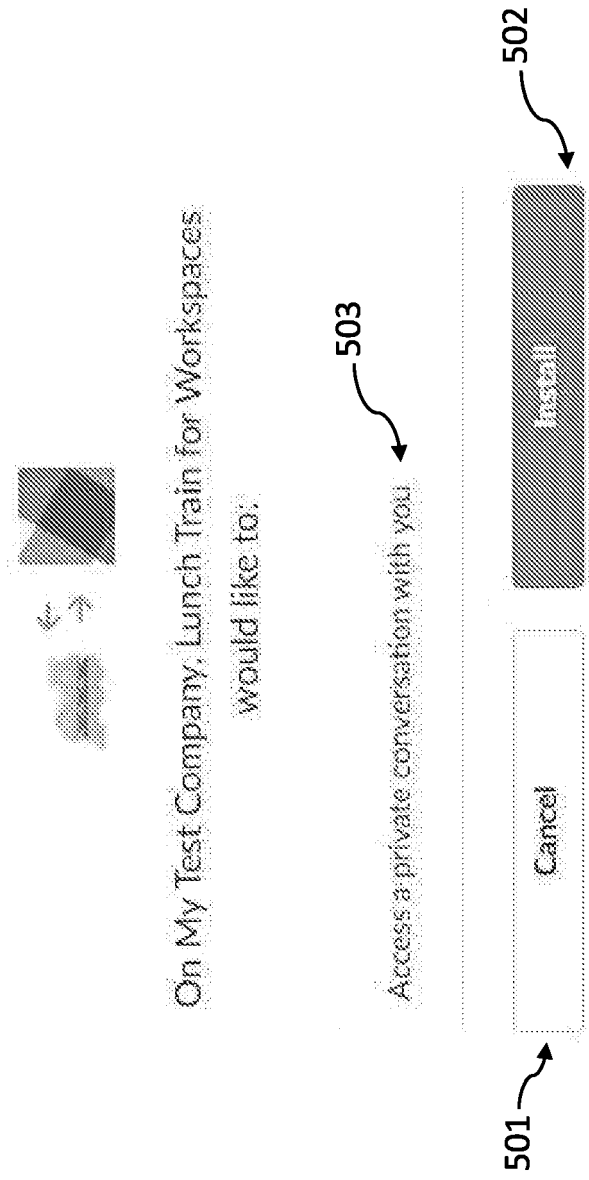 On My Test Company, Lunch Train for Workspaces
would like to:
Access a private conversation with you
503
Cancel
Install
501
502